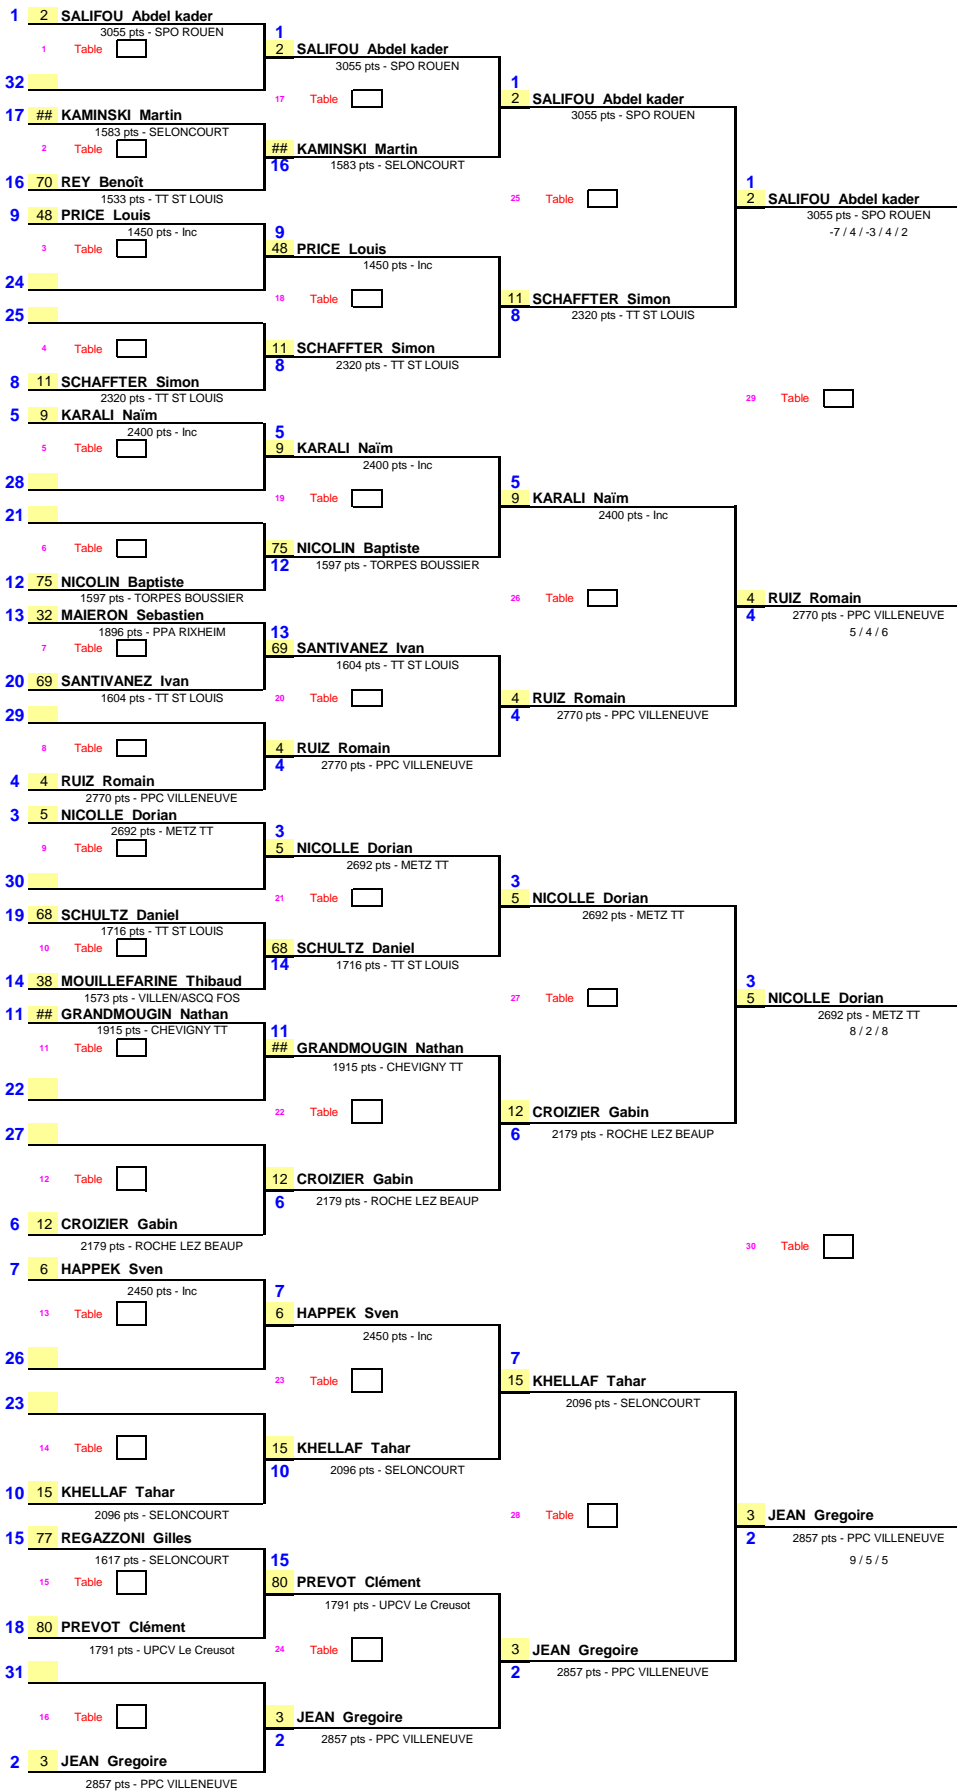 1 2 SALIFOU Abdel kader
3055 pts - SPO ROUEN
1 Table
32
17 ## KAMINSKI Martin
1583 pts - SELONCOURT
2 Table
16 70 REY Benoît
1533 pts - TT ST LOUIS
9 48 PRICE Louis
1450 pts - Inc
3 Table
24
25
4 Table
8 11 SCHAFFTER Simon
2320 pts - TT ST LOUIS
5 9 KARALI Naïm
2400 pts - Inc
5 Table
28
21
6 Table
12 75 NICOLIN Baptiste
1597 pts - TORPES BOUSSIER
13 32 MAIERON Sebastien
1896 pts - PPA RIXHEIM
7 Table
20 69 SANTIVANEZ Ivan
1604 pts - TT ST LOUIS
29
8 Table
4 4 RUIZ Romain
2770 pts - PPC VILLENEUVE
3 5 NICOLLE Dorian
2692 pts - METZ TT
9 Table
30
19 68 SCHULTZ Daniel
1716 pts - TT ST LOUIS
10 Table
14 38 MOUILLEFARINE Thibaud
1573 pts - VILLEN/ASCQ FOS
11 ## GRANDMOUGIN Nathan
1915 pts - CHEVIGNY TT
11 Table
22
27
12 Table
6 12 CROIZIER Gabin
2179 pts - ROCHE LEZ BEAUP
7 6 HAPPEK Sven
2450 pts - Inc
13 Table
26
23
14 Table
10 15 KHELLAF Tahar
2096 pts - SELONCOURT
15 77 REGAZZONI Gilles
1617 pts - SELONCOURT
15 Table
18 80 PREVOT Clément
1791 pts - UPCV Le Creusot
31
16 Table
2 3 JEAN Gregoire
2857 pts - PPC VILLENEUVE
1
2 SALIFOU Abdel kader
3055 pts - SPO ROUEN
17 Table
## KAMINSKI Martin
16 1583 pts - SELONCOURT
9
48 PRICE Louis
1450 pts - Inc
18 Table
11 SCHAFFTER Simon
8 2320 pts - TT ST LOUIS
5
9 KARALI Naïm
2400 pts - Inc
19 Table
75 NICOLIN Baptiste
12 1597 pts - TORPES BOUSSIER
13
69 SANTIVANEZ Ivan
1604 pts - TT ST LOUIS
20 Table
4 RUIZ Romain
4 2770 pts - PPC VILLENEUVE
3
5 NICOLLE Dorian
2692 pts - METZ TT
21 Table
68 SCHULTZ Daniel
14 1716 pts - TT ST LOUIS
11
## GRANDMOUGIN Nathan
1915 pts - CHEVIGNY TT
22 Table
12 CROIZIER Gabin
6 2179 pts - ROCHE LEZ BEAUP
7
6 HAPPEK Sven
2450 pts - Inc
23 Table
15 KHELLAF Tahar
10 2096 pts - SELONCOURT
15
80 PREVOT Clément
1791 pts - UPCV Le Creusot
24 Table
3 JEAN Gregoire
2 2857 pts - PPC VILLENEUVE
1
2 SALIFOU Abdel kader
3055 pts - SPO ROUEN
25 Table
11 SCHAFFTER Simon
8 2320 pts - TT ST LOUIS
5
9 KARALI Naïm
2400 pts - Inc
26 Table
4 RUIZ Romain
4 2770 pts - PPC VILLENEUVE
3
5 NICOLLE Dorian
2692 pts - METZ TT
27 Table
12 CROIZIER Gabin
6 2179 pts - ROCHE LEZ BEAUP
7
15 KHELLAF Tahar
2096 pts - SELONCOURT
28 Table
3 JEAN Gregoire
2 2857 pts - PPC VILLENEUVE
1
2 SALIFOU Abdel kader
3055 pts - SPO ROUEN
-7 / 4 / -3 / 4 / 2
29 Table
4 RUIZ Romain
4 2770 pts - PPC VILLENEUVE
5 / 4 / 6
3
5 NICOLLE Dorian
2692 pts - METZ TT
8 / 2 / 8
30 Table
3 JEAN Gregoire
2 2857 pts - PPC VILLENEUVE
9 / 5 / 5